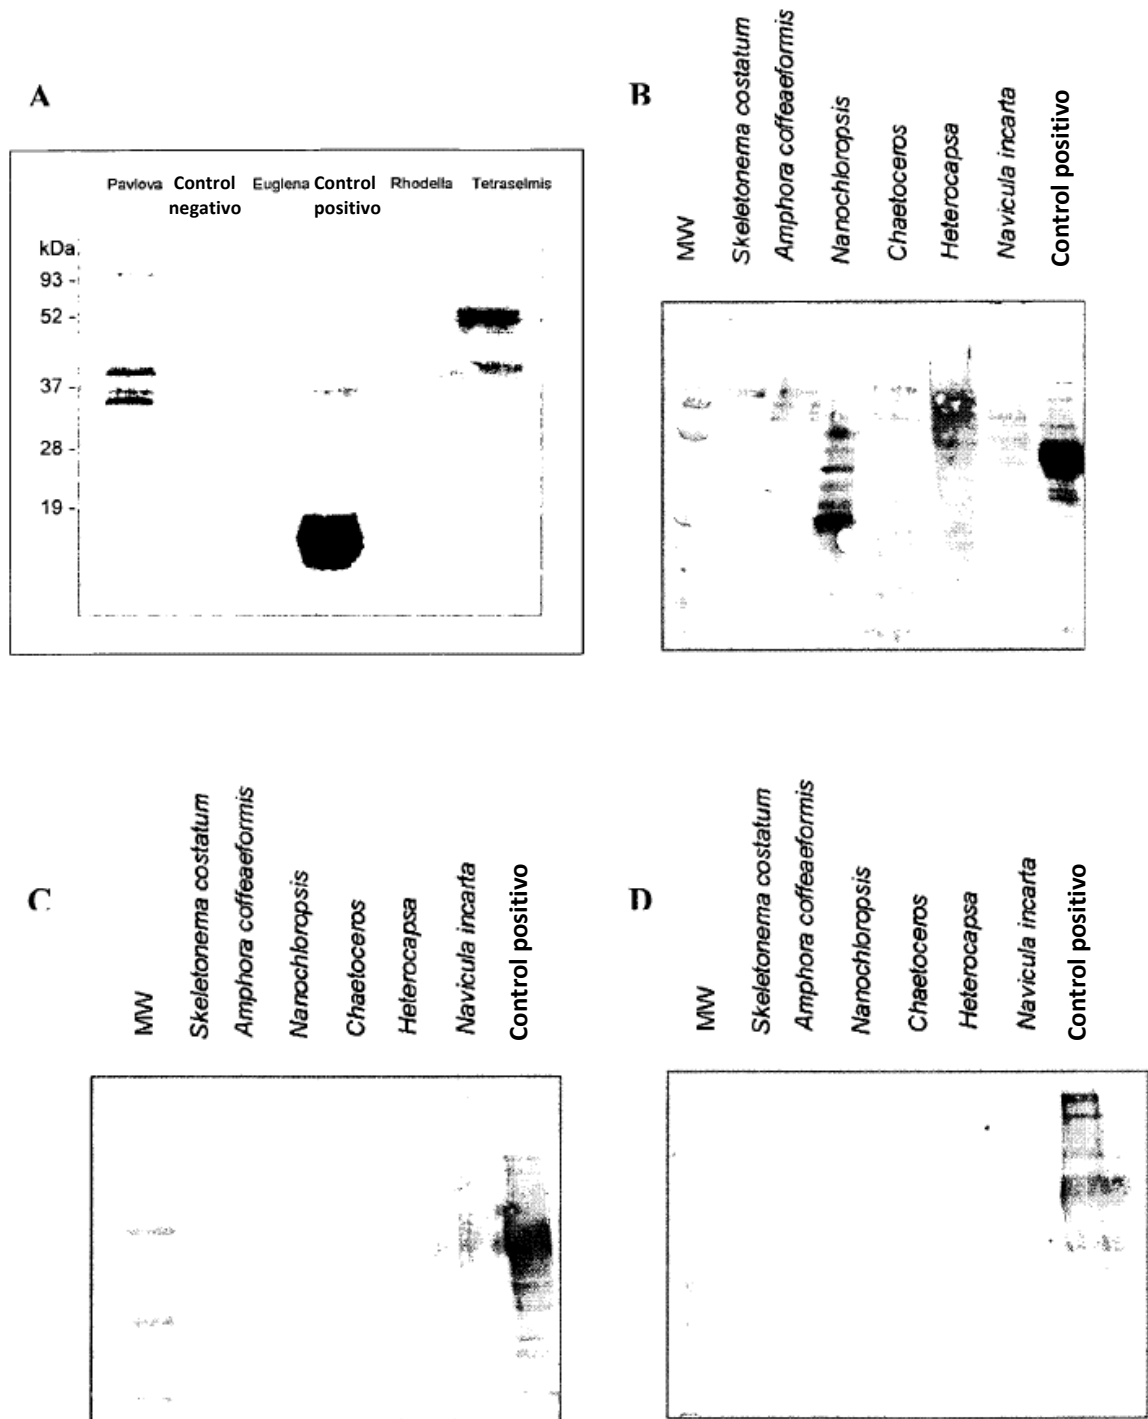 A
Pavlova Control negativo Euglena Control positivo Rhodella Tetraselmis
kDa
93 -
52 -
37 -
28 -
19 -
B
MW
Skeletonema costatum
Amphora coffeaeformis
Nanochloropsis
Chaetoceros
Heterocapsa
Navicula incarta
Control positivo
C
MW
Skeletonema costatum
Amphora coffeaeformis
Nanochloropsis
Chaetoceros
Heterocapsa
Navicula incarta
Control positivo
D
MW
Skeletonema costatum
Amphora coffeaeformis
Nanochloropsis
Chaetoceros
Heterocapsa
Navicula incarta
Control positivo